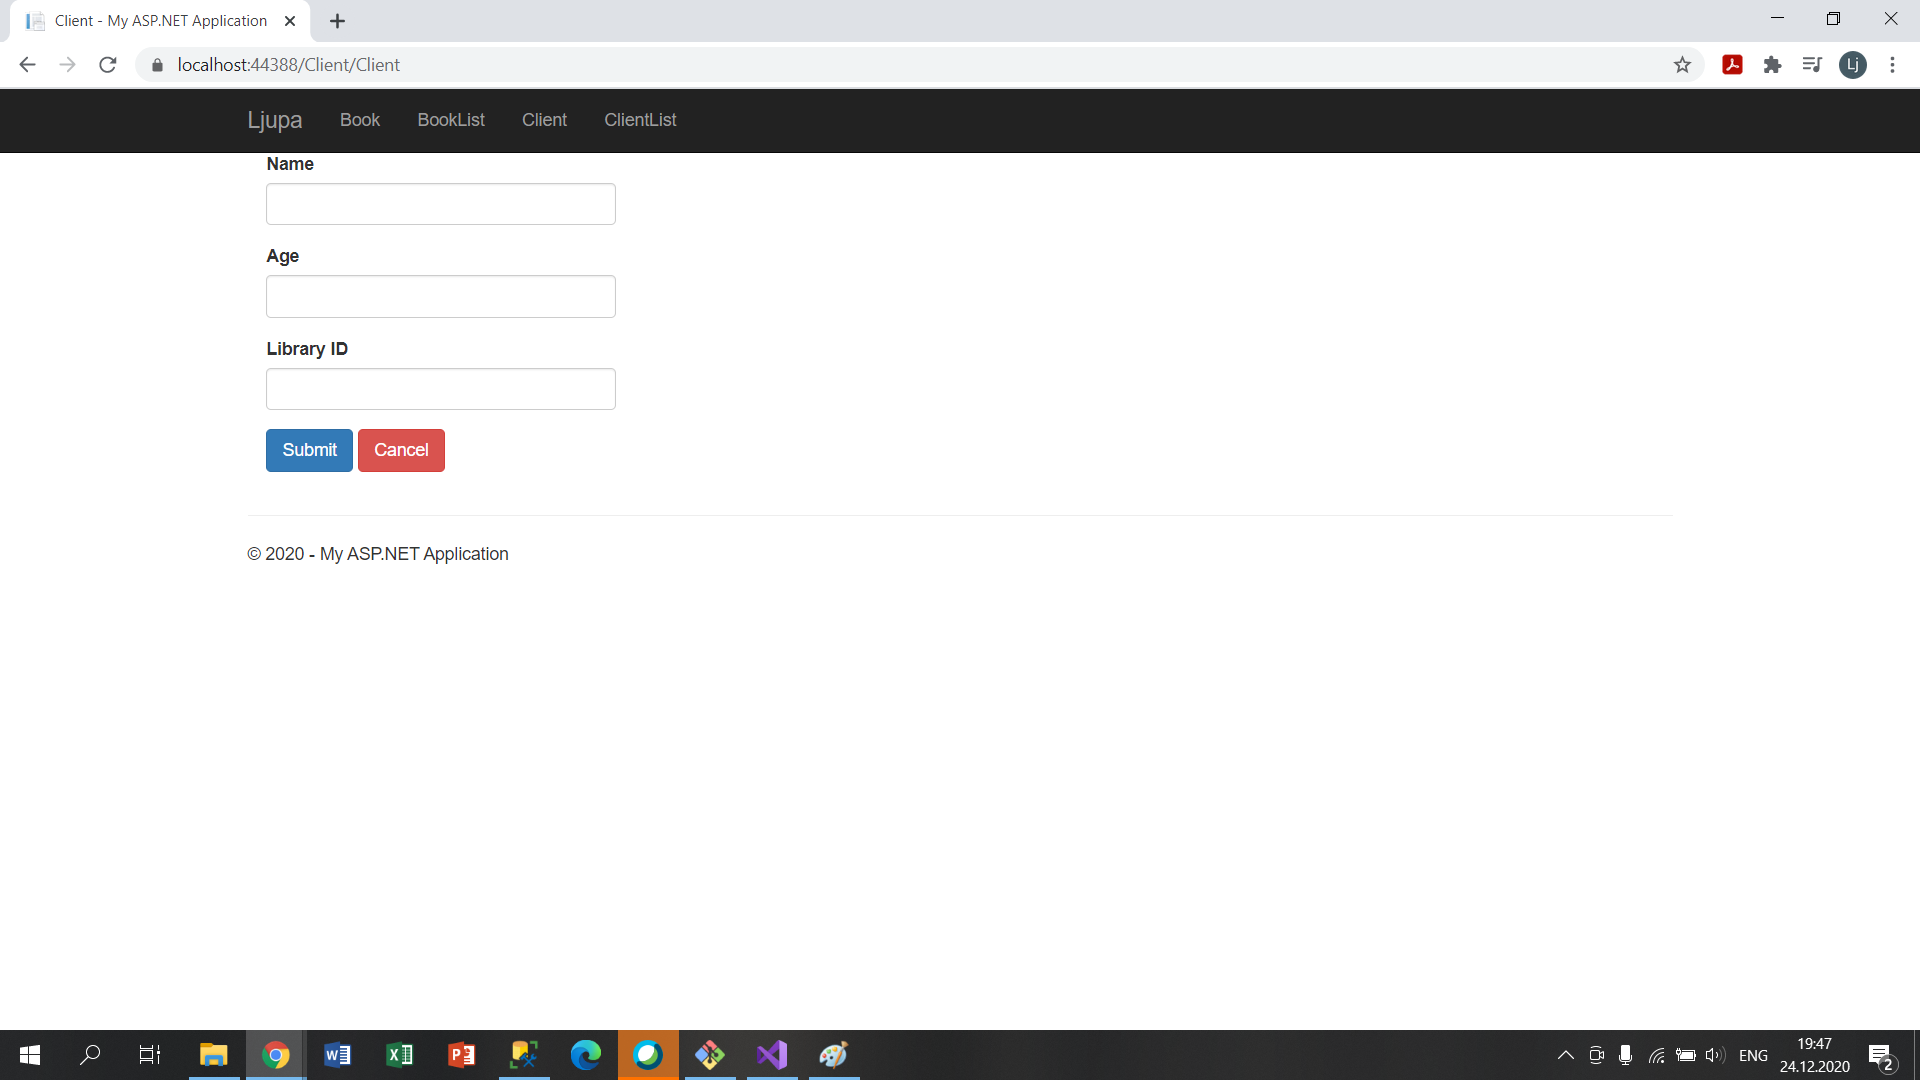 Client - My ASP.NET Application
localhost:44388/Client/Client
Lj
Ljupa Book BookList Client ClientList
Name
Age
Library ID
Submit Cancel
© 2020 - My ASP.NET Application
ENG
19:47
24.12.2020
2